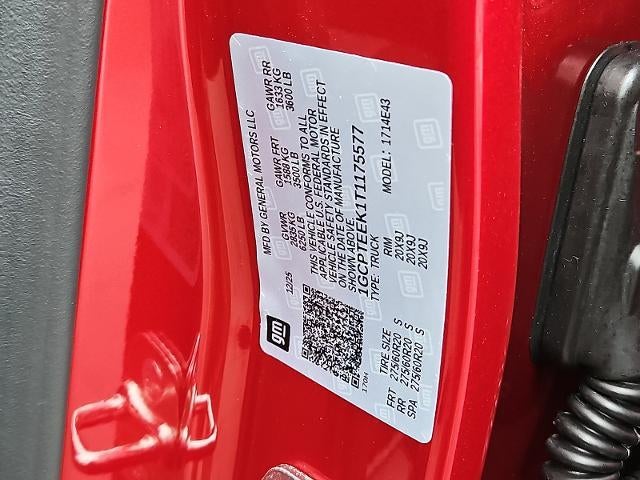 gm
MFD BY GENERAL MOTORS LLC
12/25
GVWR GAWR FRT GAWR RR
2835 KG 1588 KG 1633 KG
6250 LB 3500 LB 3600 LB
THIS VEHICLE CONFORMS TO ALL
APPLICABLE U.S. FEDERAL MOTOR
VEHICLE SAFETY STANDARDS IN EFFECT
ON THE DATE OF MANUFACTURE
SHOWN ABOVE.
1GCPTEEK1T1175577
TYPE: TRUCK MODEL: 1714E43
TIRE SIZE RIM
FRT 275/60R20 S 20X9J
RR 275/60R20 S 20X9J
SPA 275/60R20 S 20X9J